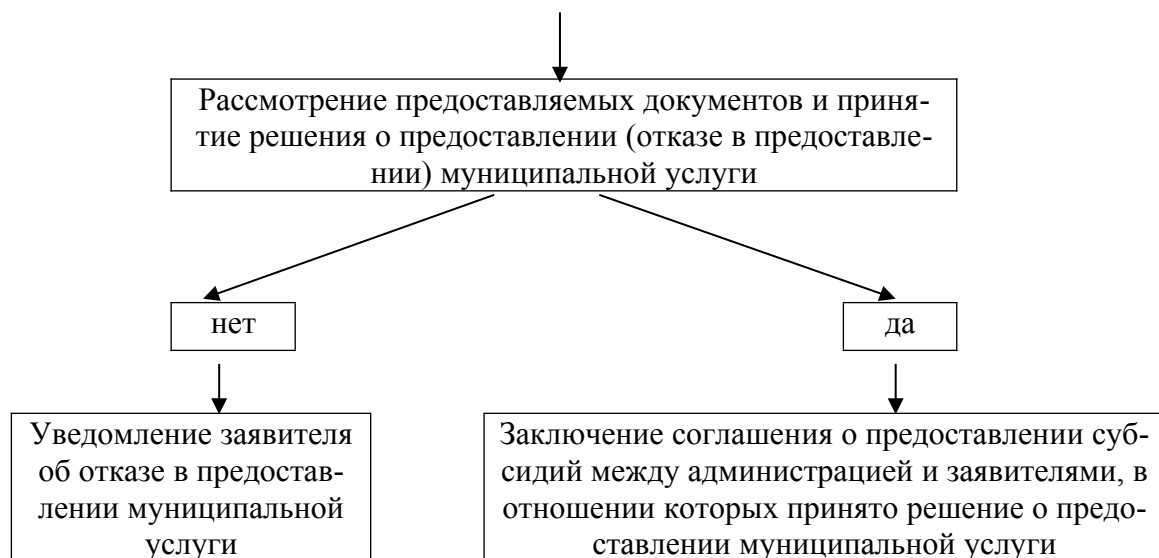 Рассмотрение предоставляемых документов и приня-
тие решения о предоставлении (отказе в предоставле-
нии) муниципальной услуги
нет
да
Уведомление заявителя
об отказе в предостав-
лении муниципальной
услуги
Заключение соглашения о предоставлении суб-
сидий между администрацией и заявителями, в
отношении которых принято решение о предо-
ставлении муниципальной услуги